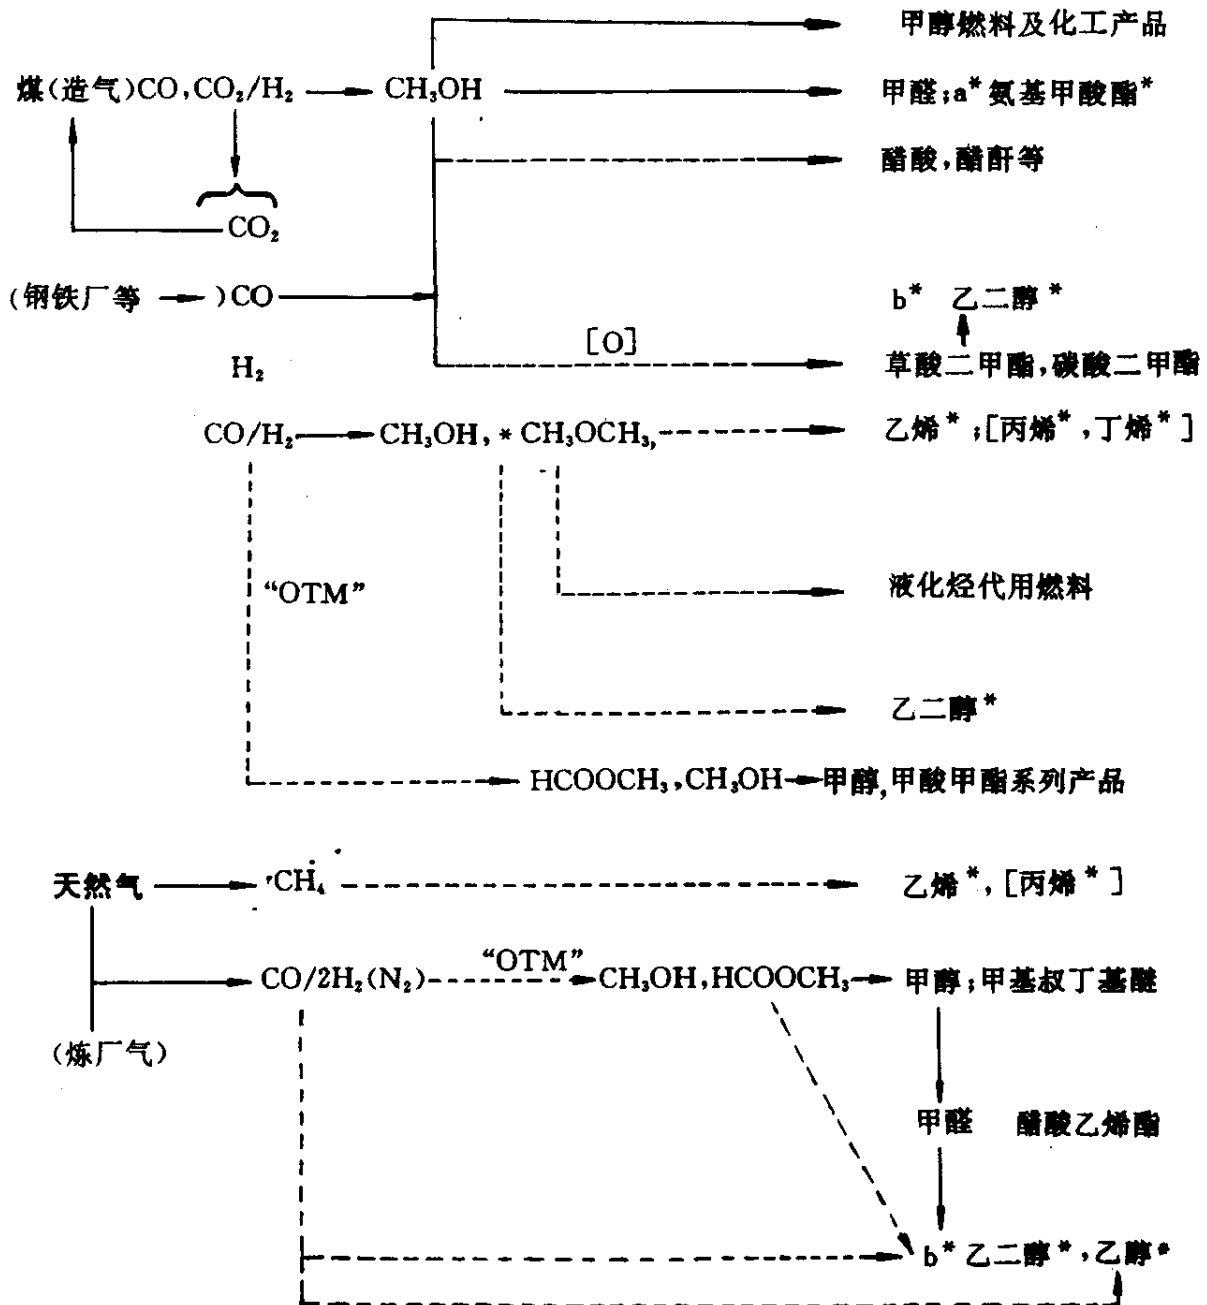 甲醇燃料及化工产品
煤(造气)CO,CO₂/H₂ CH₃OH 甲醛;a*氨基甲酸酯*
醋酸,醋酐等
CO₂
(钢铁厂等 )CO b* 乙二醇*
[O]
H₂ 草酸二甲酯,碳酸二甲酯
CO/H₂ CH₃OH, * CH₃OCH₃, 乙烯*;[丙烯*,丁烯*]
“OTM” 液化烃代用燃料
乙二醇*
HCOOCH₃,CH₃OH 甲醇,甲酸甲酯系列产品
天然气 CH₄ 乙烯*,[丙烯*]
“OTM”
CO/2H₂(N₂) CH₃OH,HCOOCH₃ 甲醇;甲基叔丁基醚
(炼厂气)
甲醛 醋酸乙烯酯
b*乙二醇*,乙醇*